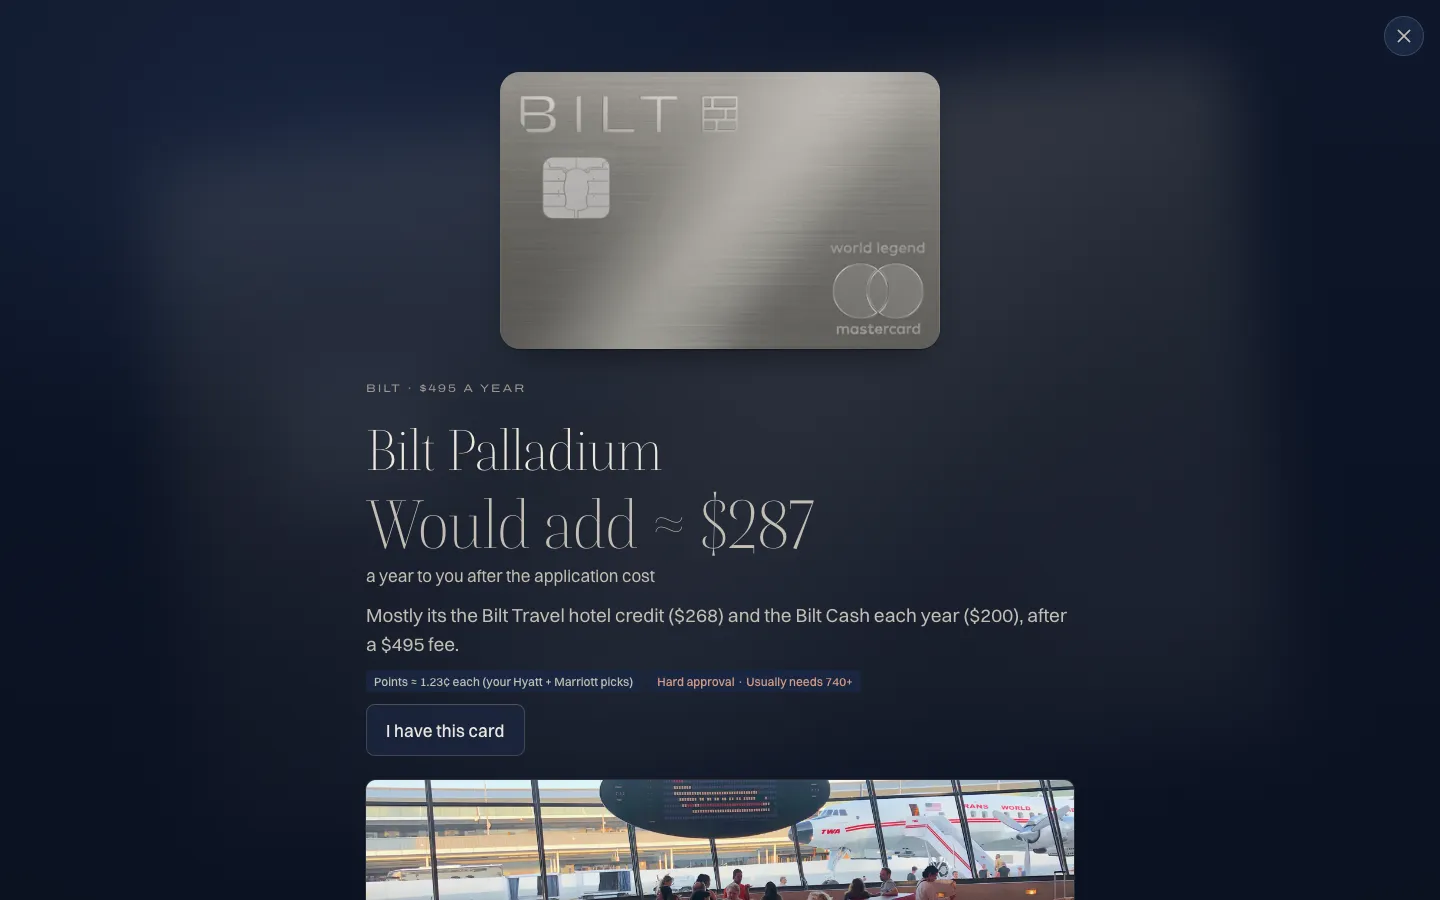 BILT
world legend
mastercard
BILT · $495 A YEAR
Bilt Palladium
Would add ≈ $287
a year to you after the application cost
Mostly its the Bilt Travel hotel credit ($268) and the Bilt Cash each year ($200), after
a $495 fee.
Points ≈ 1.23¢ each (your Hyatt + Marriott picks)
Hard approval · Usually needs 740+
I have this card
TRANS WORLD
TWA